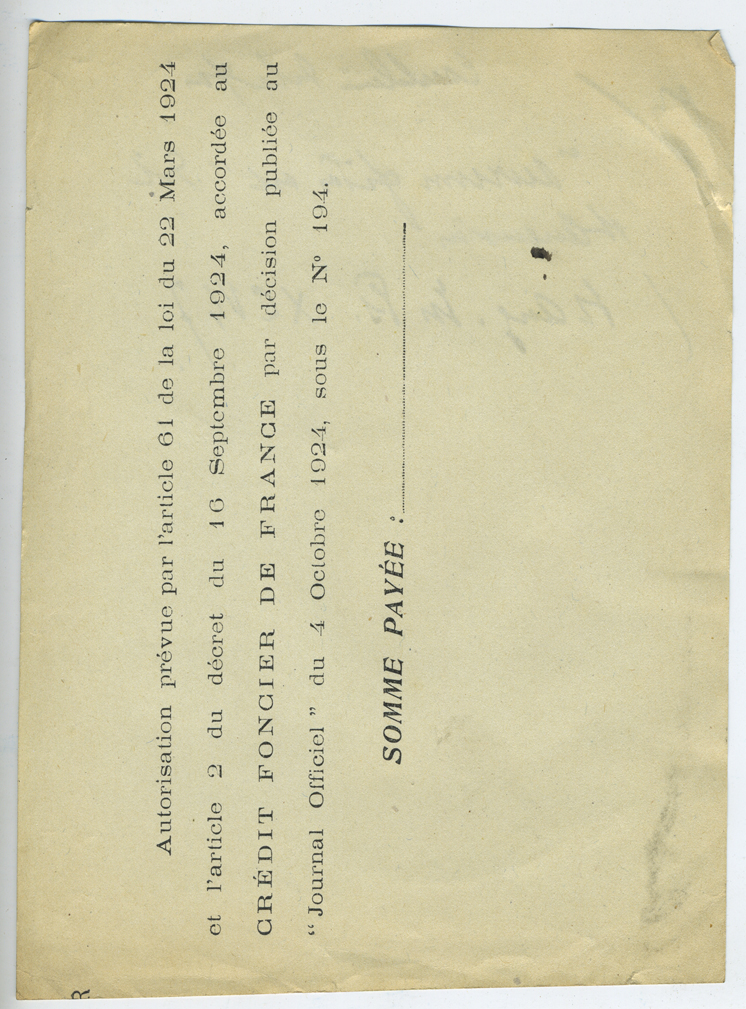 Autorisation prévue par l'article 61 de la loi du 22 Mars 1924
et l'article 2 du décret du 16 Septembre 1924, accordée au
CRÉDIT FONCIER DE FRANCE par décision publiée au
“ Journal Officiel ” du 4 Octobre 1924, sous le Nº 194.
SOMME PAYÉE :
R